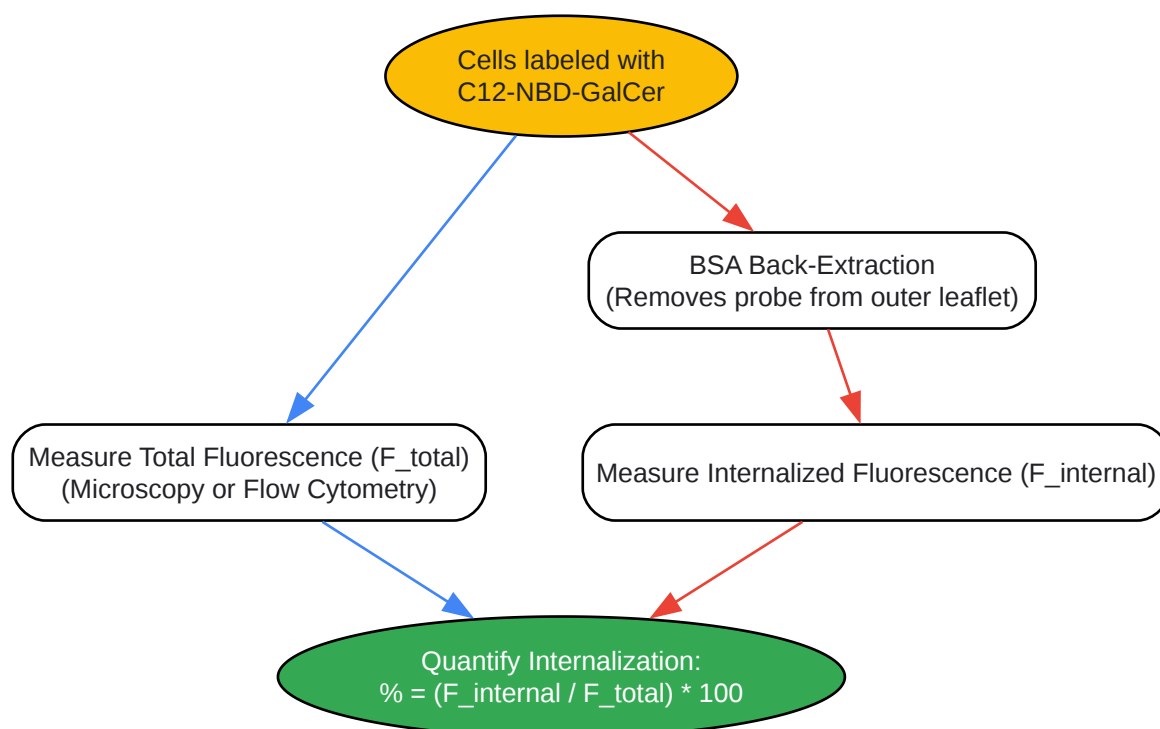 Cells labeled with
C12-NBD-GalCer
BSA Back-Extraction
(Removes probe from outer leaflet)
Measure Total Fluorescence (F_total)
(Microscopy or Flow Cytometry)
Measure Internalized Fluorescence (F_internal)
Quantify Internalization:
% = (F_internal / F_total) * 100